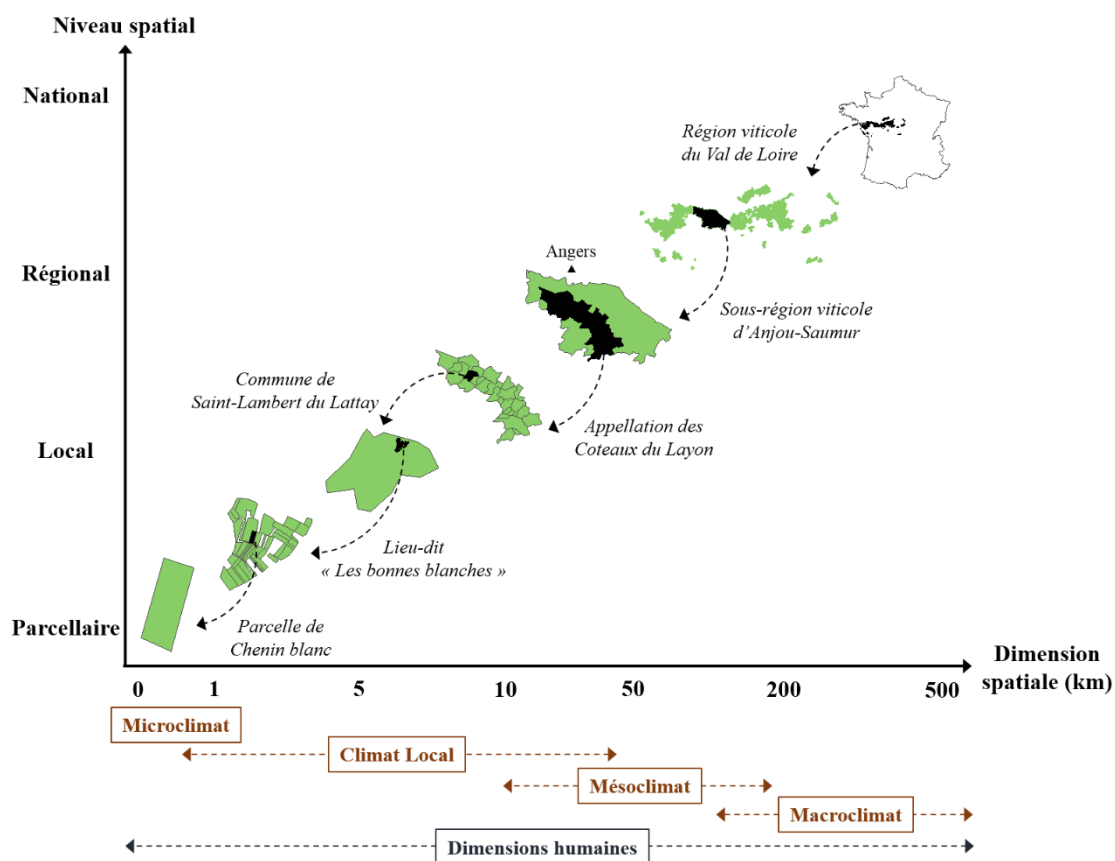 Niveau spatial
National
Région viticole
du Val de Loire
Angers
Régional
Sous-région viticole
d'Anjou-Saumur
Commune de
Saint-Lambert du Lattay
Appellation des
Coteaux du Layon
Local
Lieu-dit
« Les bonnes blanches »
Parcellaire
Parcelle de
Chenin blanc
Dimension
spatiale (km)
0 1 5 10 50 200 500
Microclimat
Climat Local
Mésoclimat
Macroclimat
Dimensions humaines